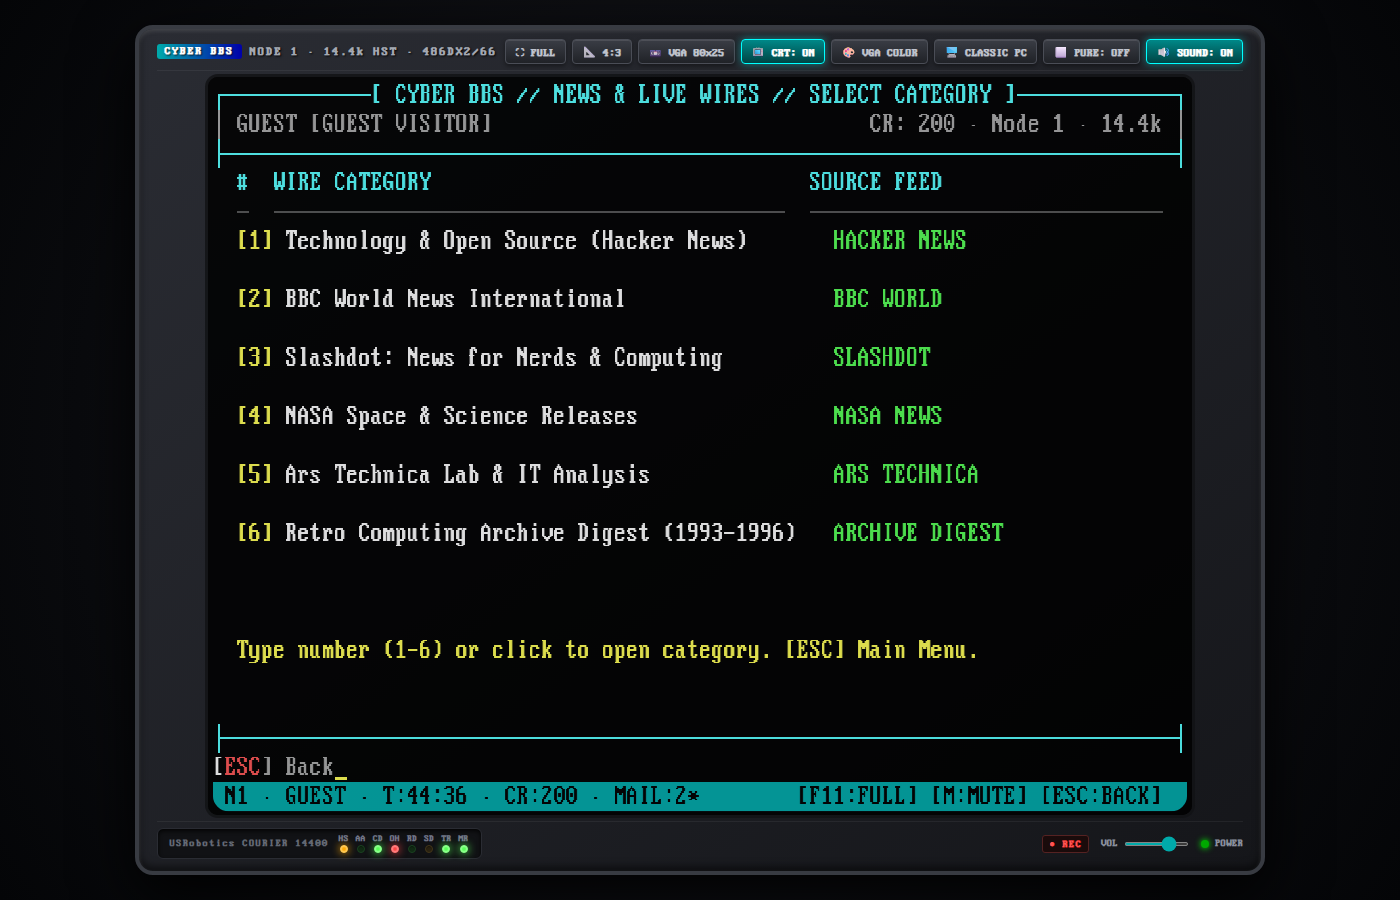 CYBER BBS NODE 1 · 14.4k HST · 486DX2/66 FULL 4:3 VGA 80x25 CRT: ON VGA COLOR CLASSIC PC PURE: OFF SOUND: ON
[ CYBER BBS // NEWS & LIVE WIRES // SELECT CATEGORY ]
GUEST [GUEST VISITOR] CR: 200 · Node 1 · 14.4k
# WIRE CATEGORY SOURCE FEED
[1] Technology & Open Source (Hacker News) HACKER NEWS
[2] BBC World News International BBC WORLD
[3] Slashdot: News for Nerds & Computing SLASHDOT
[4] NASA Space & Science Releases NASA NEWS
[5] Ars Technica Lab & IT Analysis ARS TECHNICA
[6] Retro Computing Archive Digest (1993-1996) ARCHIVE DIGEST
Type number (1-6) or click to open category. [ESC] Main Menu.
[ESC] Back_
N1 · GUEST · T:44:36 · CR:200 · MAIL:2* [F11:FULL] [M:MUTE] [ESC:BACK]
HS AA CD OH RD SD TR MR
USRobotics COURIER 14400 ● REC VOL POWER